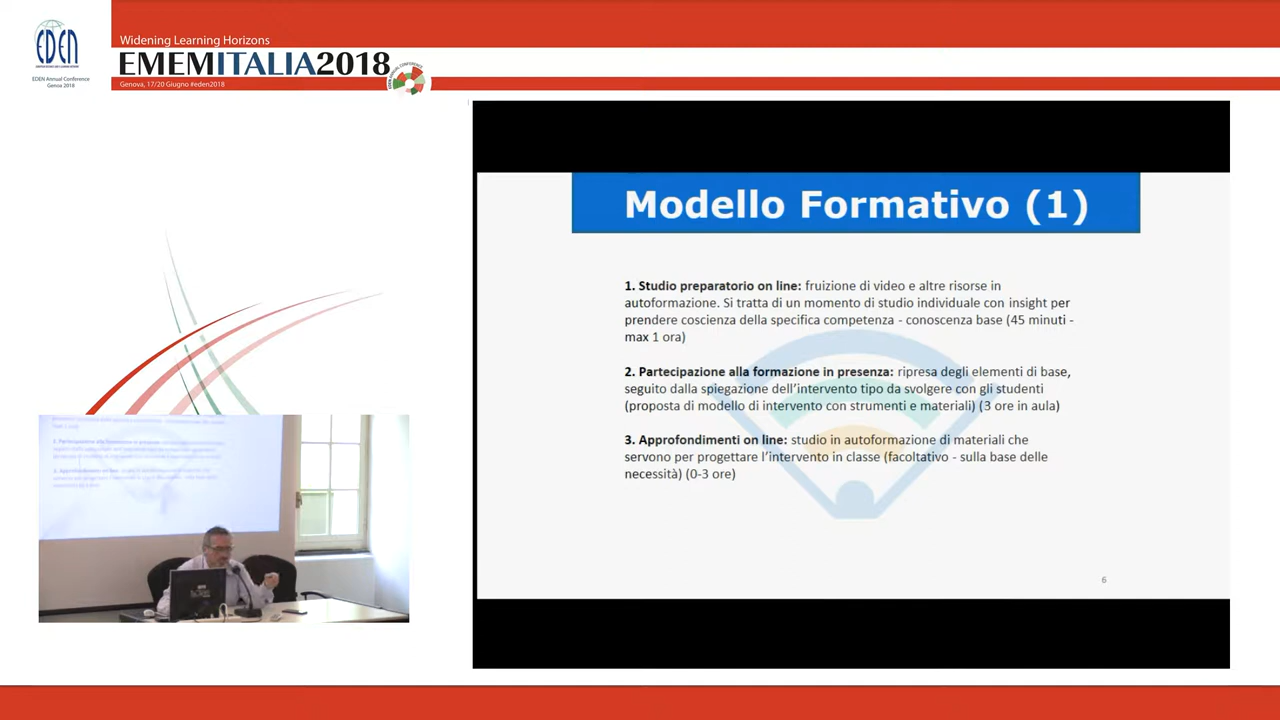 EDEN
EDEN Annual Conference
Genoa 2018
Widening Learning Horizons
EMEMITALIA2018
Genova, 17/20 Giugno #eden2018
Modello Formativo (1)
1. Studio preparatorio on line: fruizione di video e altre risorse in
autoformazione. Si tratta di un momento di studio individuale con insight per
prendere coscienza della specifica competenza - conoscenza base (45 minuti -
max 1 ora)
2. Partecipazione alla formazione in presenza: ripresa degli elementi di base,
seguito dalla spiegazione dell'intervento tipo da svolgere con gli studenti
(proposta di modello di intervento con strumenti e materiali) (3 ore in aula)
3. Approfondimenti on line: studio in autoformazione di materiali che
servono per progettare l'intervento in classe (facoltativo - sulla base delle
necessità) (0-3 ore)
6